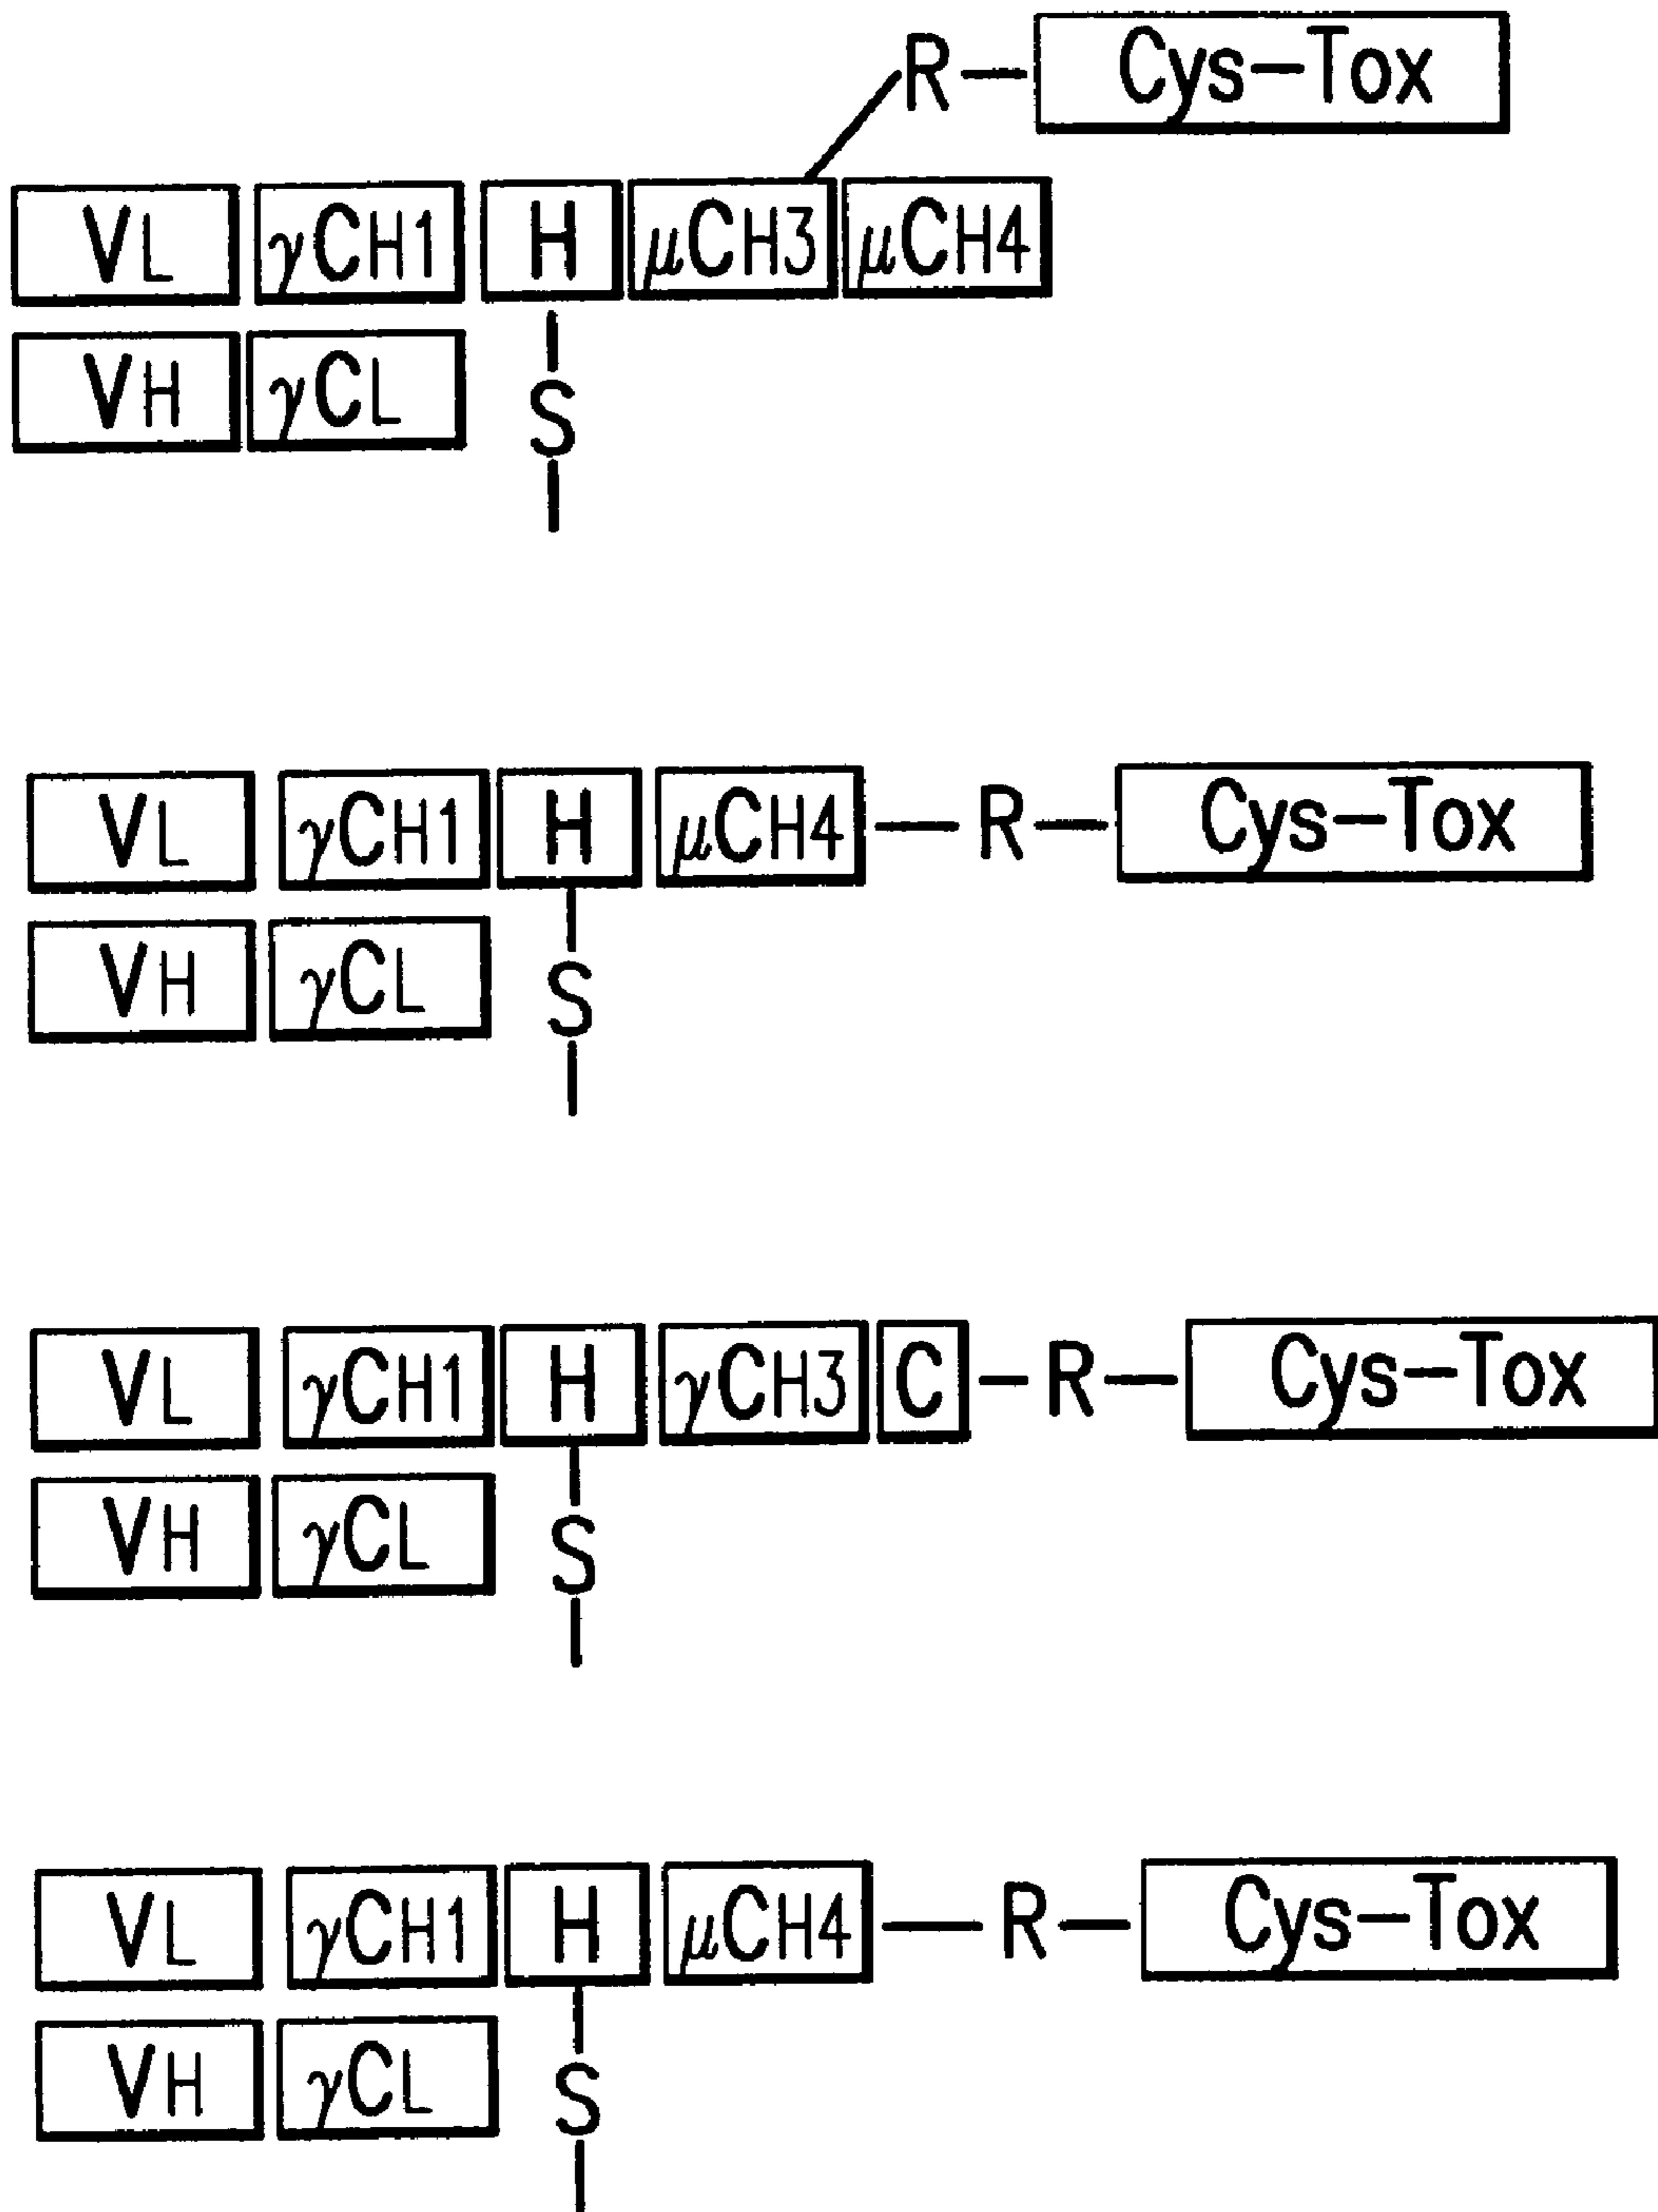 R — Cys-Tox
VL γCH1 H μCH3 μCH4
VH γCL
S
VL γCH1 H μCH4 — R — Cys-Tox
VH γCL
S
VL γCH1 H γCH3 C — R — Cys-Tox
VH γCL
S
VL γCH1 H μCH4 — R — Cys-Tox
VH γCL
S